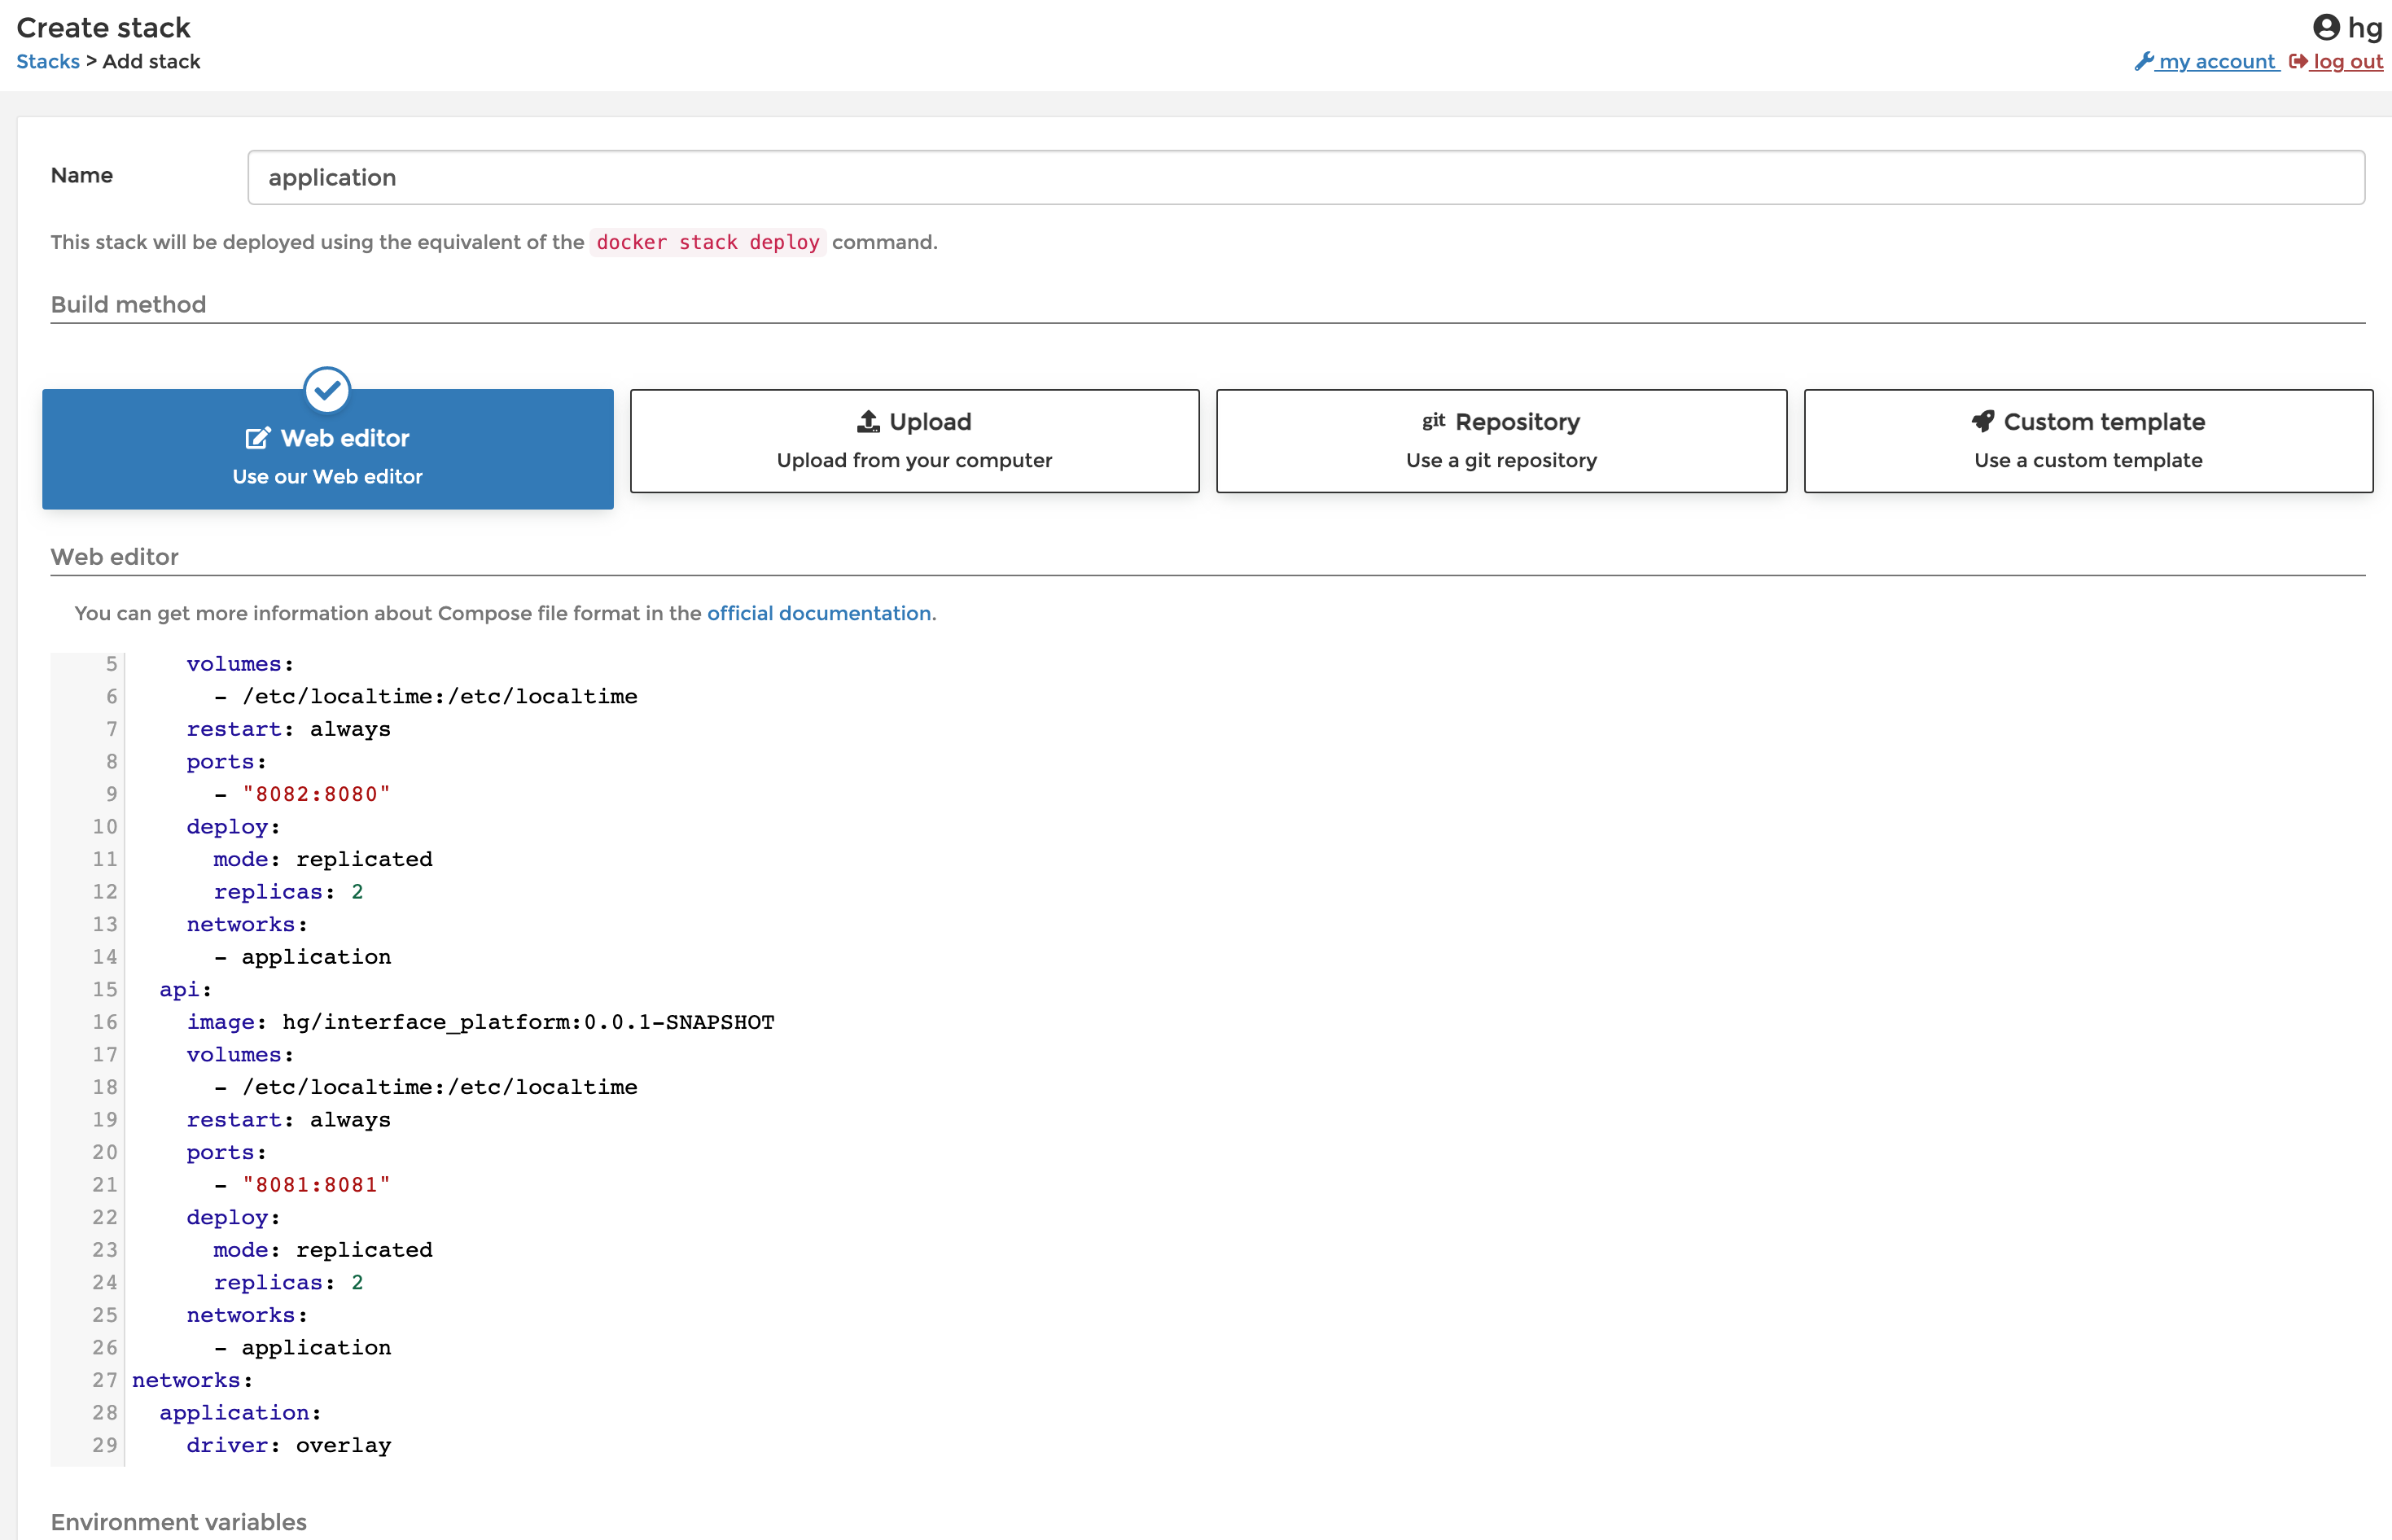 Create stack
hg
Stacks > Add stack
my account log out
Name
application
This stack will be deployed using the equivalent of the docker stack deploy command.
Build method
Web editor
Use our Web editor
Upload
Upload from your computer
git Repository
Use a git repository
Custom template
Use a custom template
Web editor
You can get more information about Compose file format in the official documentation.
5     volumes:
6       - /etc/localtime:/etc/localtime
7     restart: always
8     ports:
9       - "8082:8080"
10     deploy:
11       mode: replicated
12       replicas: 2
13     networks:
14       - application
15   api:
16     image: hg/interface_platform:0.0.1-SNAPSHOT
17     volumes:
18       - /etc/localtime:/etc/localtime
19     restart: always
20     ports:
21       - "8081:8081"
22     deploy:
23       mode: replicated
24       replicas: 2
25     networks:
26       - application
27 networks:
28   application:
29     driver: overlay
Environment variables